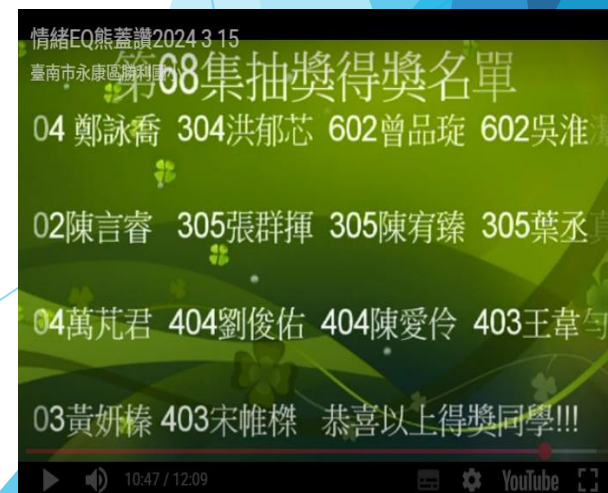 情緒EQ熊蓋讚2024 3 15
臺南市永康區勝利國小
第08集抽獎得獎名單
04 鄭詠喬 304洪郁芯 602曾品琁 602吳淮潔
02陳言睿 305張群揮 305陳宥臻 305葉丞真
04萬芃君 404劉俊佑 404陳愛伶 403王韋勻
03黃妍榛 403宋帷榤 恭喜以上得獎同學!!!
10:47 / 12:09
YouTube